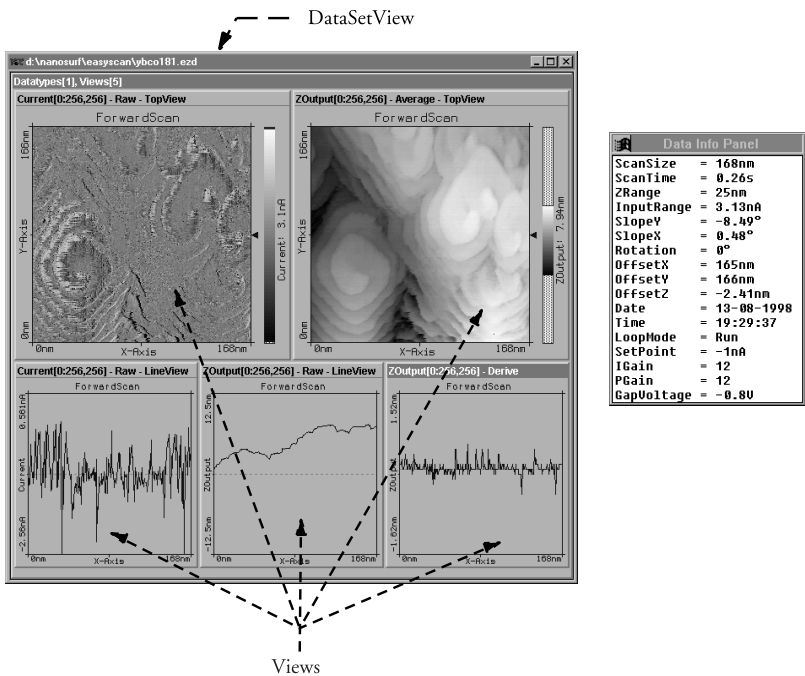 DataSetView
d:\nanosurf\easyscan\ybco181.ezd
Datatypes[1], Views[5]
Current[0:256,256] - Raw - TopView
ForwardScan
166nm
Y-Axis
0nm
0nm
X-Axis
168nm
Current: 3.1nA
ZOutput[0:256,256] - Average - TopView
ForwardScan
166nm
Y-Axis
0nm
0nm
X-Axis
168nm
ZOutput: 7.94nm
Current[0:256,256] - Raw - LineView
ForwardScan
0.561nA
Current
-2.56nA
0nm
X-Axis
168nm
ZOutput[0:256,256] - Raw - LineView
ForwardScan
12.5nm
ZOutput
-12.5nm
0nm
X-Axis
168nm
ZOutput[0:256,256] - Derive
ForwardScan
1.52nm
ZOutput
-1.62nm
0nm
X-Axis
168nm
Views
Data Info Panel
ScanSize = 168nm
ScanTime = 0.26s
ZRange = 25nm
InputRange = 3.13nA
SlopeY = -8.49°
SlopeX = 0.48°
Rotation = 0°
OffsetX = 165nm
OffsetY = 166nm
OffsetZ = -2.41nm
Date = 13-08-1998
Time = 19:29:37
LoopMode = Run
SetPoint = -1nA
IGain = 12
PGain = 12
GapVoltage = -0.8V